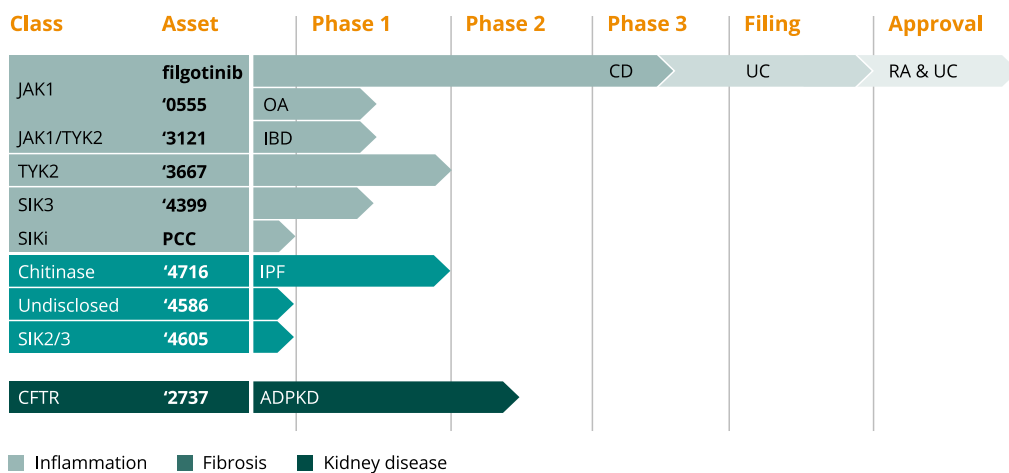 Class Asset Phase 1 Phase 2 Phase 3 Filing Approval
JAK1 filgotinib CD UC RA & UC
‘0555 OA
JAK1/TYK2 ‘3121 IBD
TYK2 ‘3667
SIK3 ‘4399
SIKi PCC
Chitinase ‘4716 IPF
Undisclosed ‘4586
SIK2/3 ‘4605
CFTR ‘2737 ADPKD
Inflammation Fibrosis Kidney disease